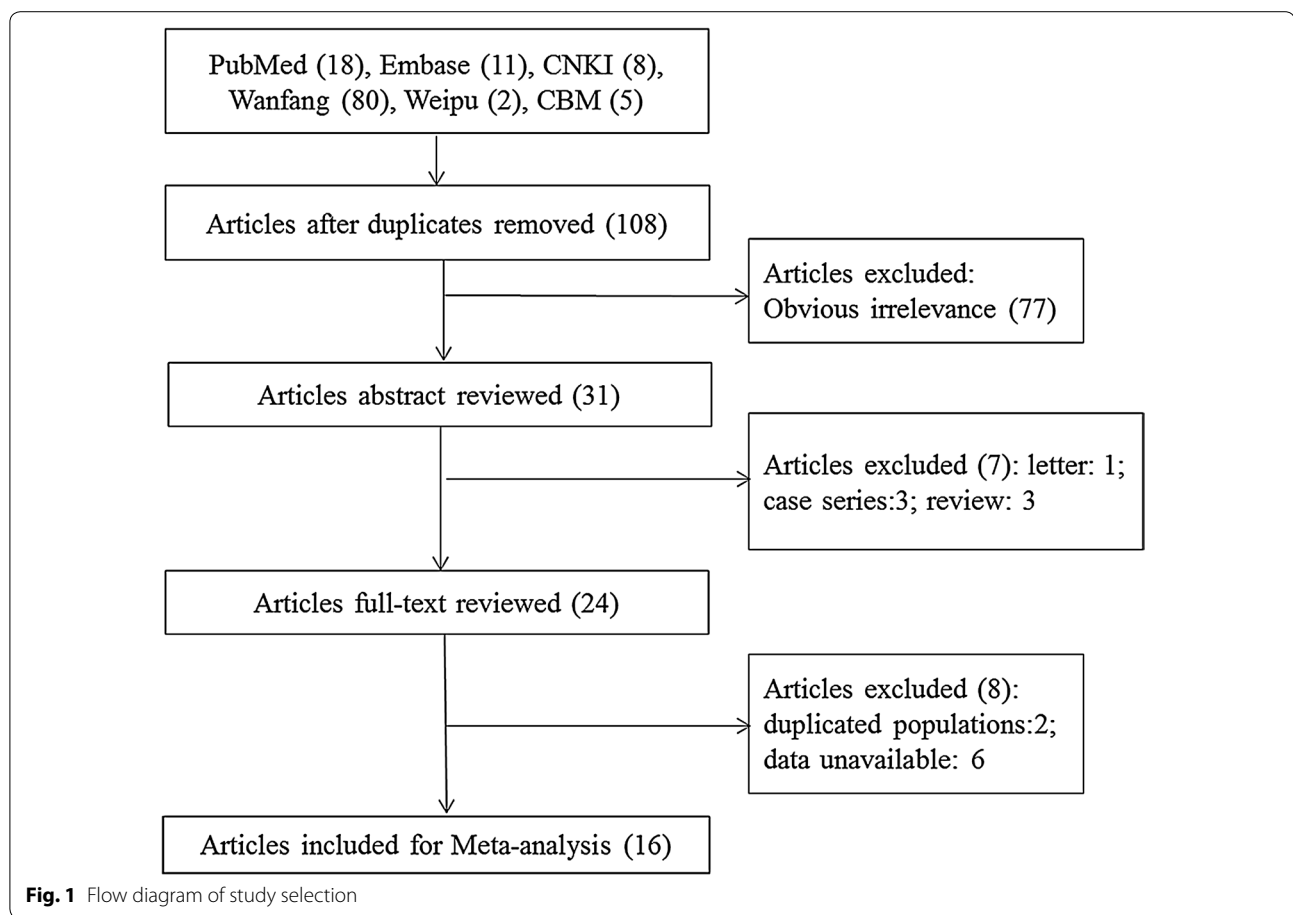 PubMed (18), Embase (11), CNKI (8),
Wanfang (80), Weipu (2), CBM (5)
Articles after duplicates removed (108)
Articles excluded:
Obvious irrelevance (77)
Articles abstract reviewed (31)
Articles excluded (7): letter: 1;
case series:3; review: 3
Articles full-text reviewed (24)
Articles excluded (8):
duplicated populations:2;
data unavailable: 6
Articles included for Meta-analysis (16)
Fig. 1 Flow diagram of study selection